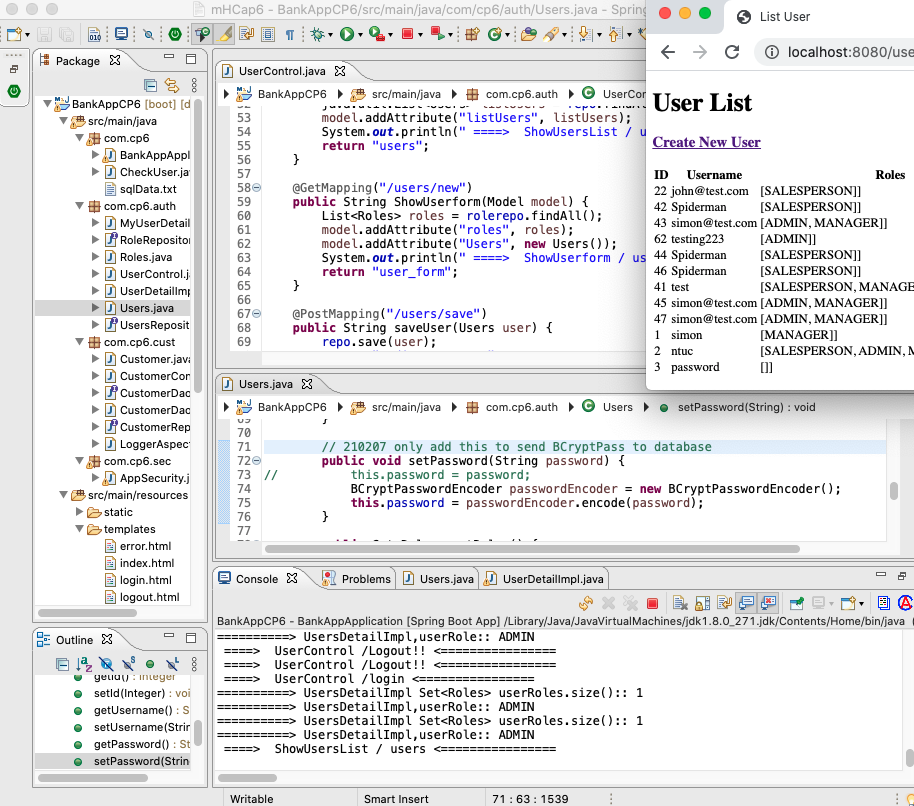 mHCap6 - BankAppCP6/src/main/java/com/cp6/auth/Users.java - Spring
List User
localhost:8080/use
User List
Create New User
ID Username Roles
22 john@test.com [SALESPERSON]]
42 Spiderman [SALESPERSON]]
43 simon@test.com [ADMIN, MANAGER]]
62 testing223 [ADMIN]]
44 Spiderman [SALESPERSON]]
46 Spiderman [SALESPERSON]]
41 test [SALESPERSON, MANAGE
45 simon@test.com [ADMIN, MANAGER]]
47 simon@test.com [ADMIN, MANAGER]]
1 simon [MANAGER]]
2 ntuc [SALESPERSON, ADMIN, M
3 password []]
Package
BankAppCP6 [boot] [d
src/main/java
com.cp6
BankAppAppl
CheckUser.ja
sqlData.txt
com.cp6.auth
MyUserDetai
RoleRepositor
Roles.java
UserControl.j
UserDetailImp
Users.java
UsersReposit
com.cp6.cust
Customer.java
CustomerCon
CustomerDao
CustomerDao
CustomerRep
LoggerAspec
com.cp6.sec
AppSecurity.j
src/main/resources
static
templates
error.html
index.html
login.html
logout.html
Outline
getId() : Integer
setId(Integer) : voi
getUsername() : S
setUsername(Strin
getPassword() : St
setPassword(Strin
UserControl.java
BankAppCP6 src/main/java com.cp6.auth UserCon
53 model.addAttribute("listUsers", listUsers);
54 System.out.println(" ====>  ShowUsersList / u
55 return "users";
56 }
57
58 @GetMapping("/users/new")
59 public String ShowUserform(Model model) {
60 List<Roles> roles = rolerepo.findAll();
61 model.addAttribute("roles", roles);
62 model.addAttribute("Users", new Users());
63 System.out.println(" ====>  ShowUserform / us
64 return "user_form";
65 }
66
67 @PostMapping("/users/save")
68 public String saveUser(Users user) {
69 repo.save(user);
Users.java
BankAppCP6 src/main/java com.cp6.auth Users setPassword(String) : void
69 }
70
71 // 210207 only add this to send BCryptPass to database
72 public void setPassword(String password) {
73 // this.password = password;
74 BCryptPasswordEncoder passwordEncoder = new BCryptPasswordEncoder();
75 this.password = passwordEncoder.encode(password);
76 }
77
Console Problems Users.java UserDetailImpl.java
BankAppCP6 - BankAppApplication [Spring Boot App] /Library/Java/JavaVirtualMachines/jdk1.8.0_271.jdk/Contents/Home/bin/java (
==========> UsersDetailImpl,userRole:: ADMIN
====>  UserControl /Logout!! <================
====>  UserControl /Logout!! <================
====>  UserControl /login <================
==========> UsersDetailImpl Set<Roles> userRoles.size():: 1
==========> UsersDetailImpl,userRole:: ADMIN
==========> UsersDetailImpl Set<Roles> userRoles.size():: 1
==========> UsersDetailImpl,userRole:: ADMIN
====>  ShowUsersList / users <================
Writable Smart Insert 71 : 63 : 1539